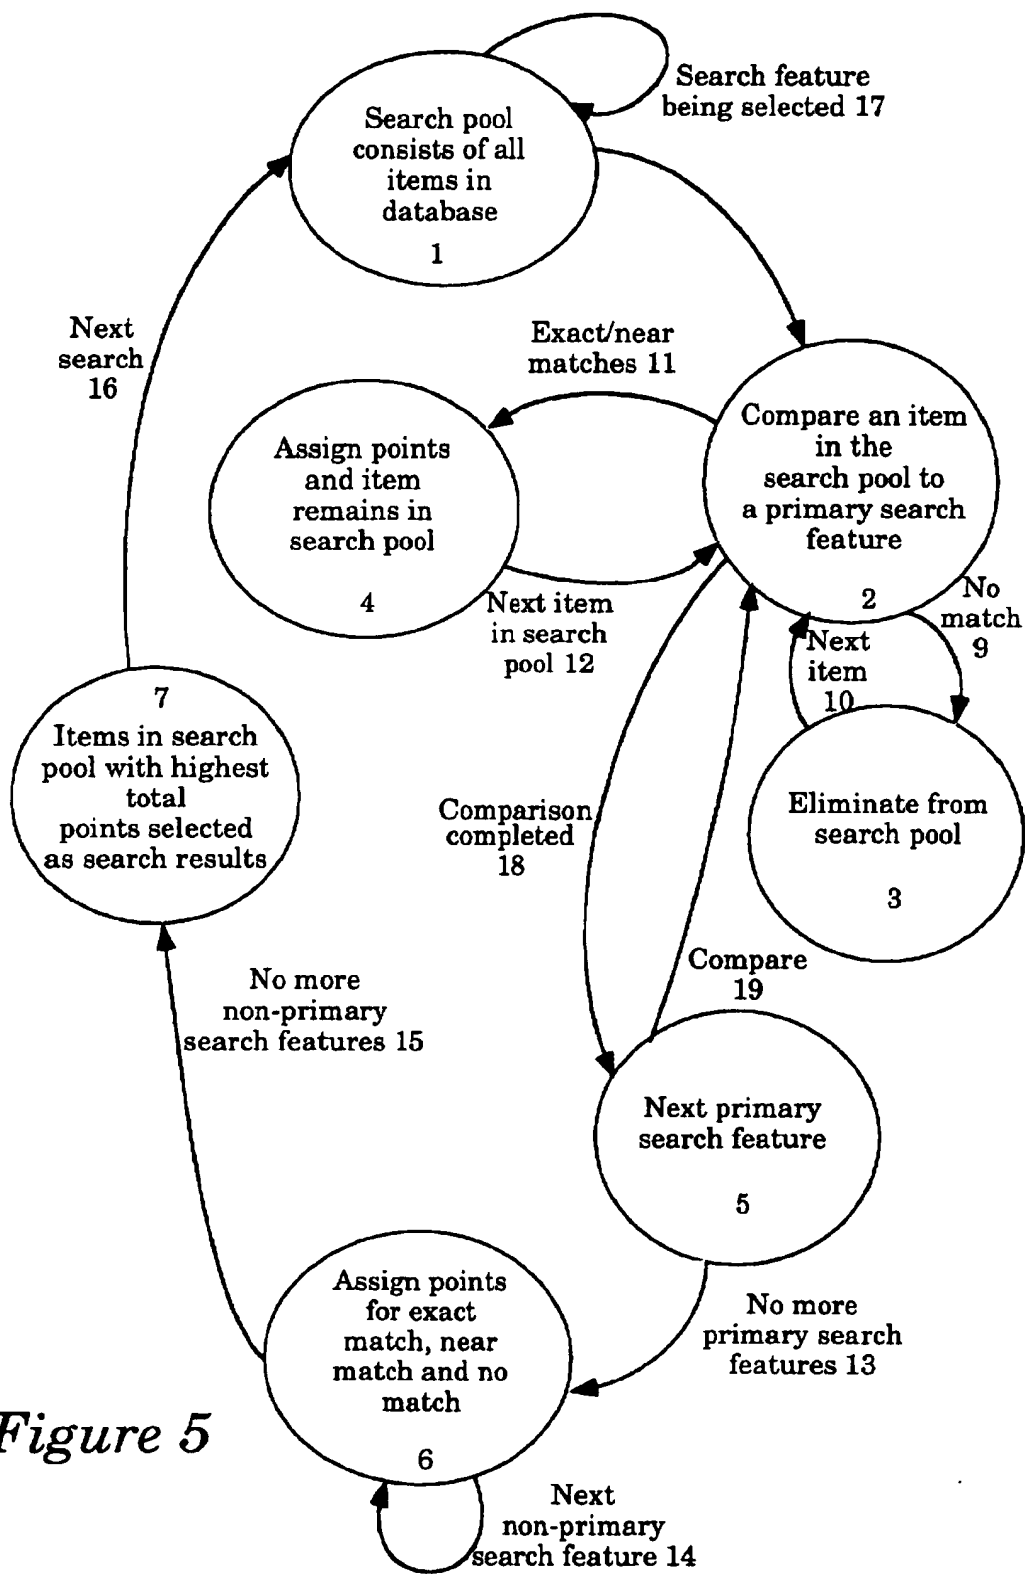 Search feature
being selected 17
Search pool
consists of all
items in
database
1
Next
search
16
Exact/near
matches 11
Compare an item
in the
search pool to
a primary search
feature
2
Assign points
and item
remains in
search pool
4
Next item
in search
pool 12
No
match
9
Next
item
10
7
Items in search
pool with highest
total
points selected
as search results
Eliminate from
search pool
3
Comparison
completed
18
Compare
19
No more
non-primary
search features 15
Next primary
search feature
5
Assign points
for exact
match, near
match and no
match
6
No more
primary search
features 13
Figure 5
Next
non-primary
search feature 14